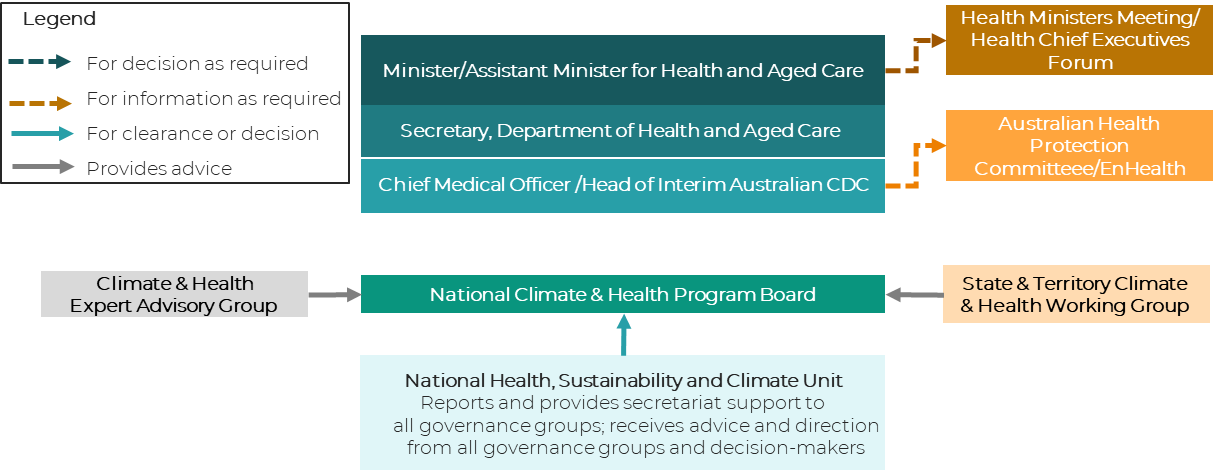 Legend
For decision as required
For information as required
For clearance or decision
Provides advice
Minister/Assistant Minister for Health and Aged Care
Secretary, Department of Health and Aged Care
Chief Medical Officer /Head of Interim Australian CDC
Health Ministers Meeting/
Health Chief Executives
Forum
Australian Health
Protection
Committeee/EnHealth
Climate & Health
Expert Advisory Group
National Climate & Health Program Board
State & Territory Climate
& Health Working Group
National Health, Sustainability and Climate Unit
Reports and provides secretariat support to
all governance groups; receives advice and direction
from all governance groups and decision-makers